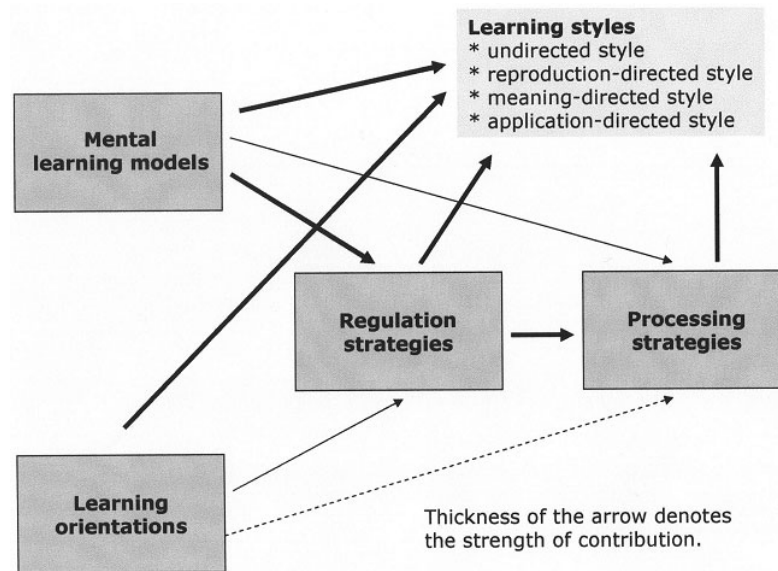 Learning styles
* undirected style
* reproduction-directed style
* meaning-directed style
* application-directed style
Mental
learning models
Regulation
strategies
Processing
strategies
Learning
orientations
Thickness of the arrow denotes
the strength of contribution.